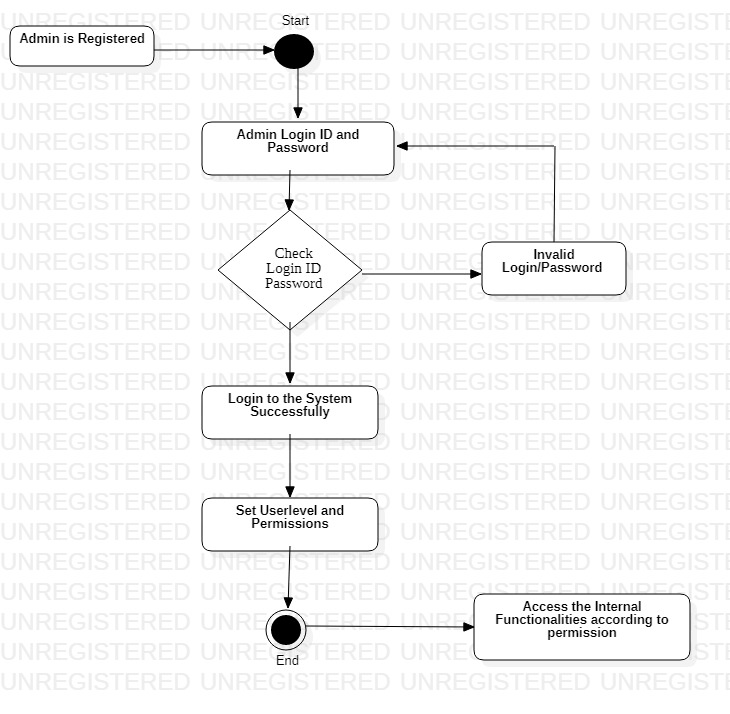 Start
Admin is Registered
Admin Login ID and
Password
Check
Login ID
Password
Invalid
Login/Password
Login to the System
Successfully
Set Userlevel and
Permissions
End
Access the Internal
Functionalities according to
permission
UNREGISTERED